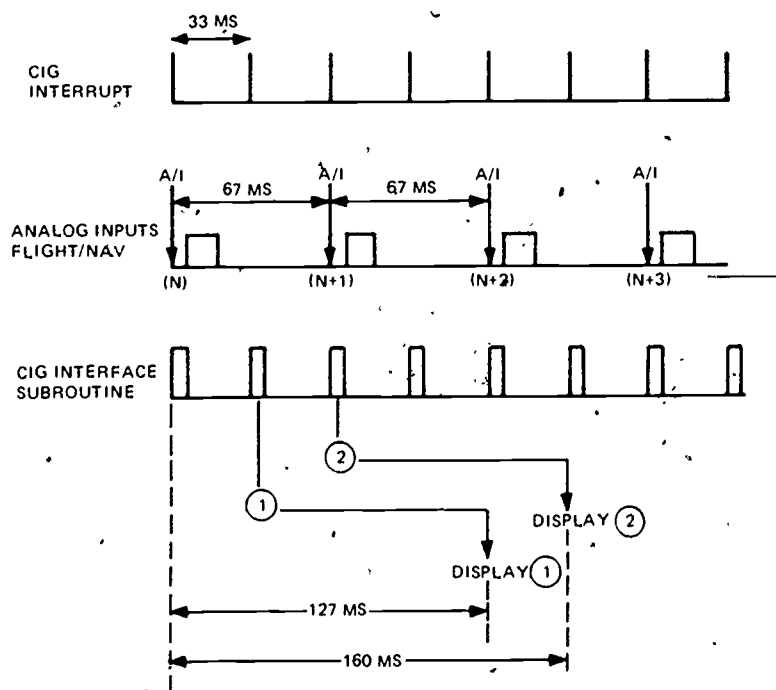 33 MS
CIG
INTERRUPT
A/I A/I A/I A/I
67 MS 67 MS
ANALOG INPUTS
FLIGHT/NAV
(N) (N+1) (N+2) (N+3)
CIG INTERFACE
SUBROUTINE
2
1
DISPLAY 2
DISPLAY 1
127 MS
160 MS